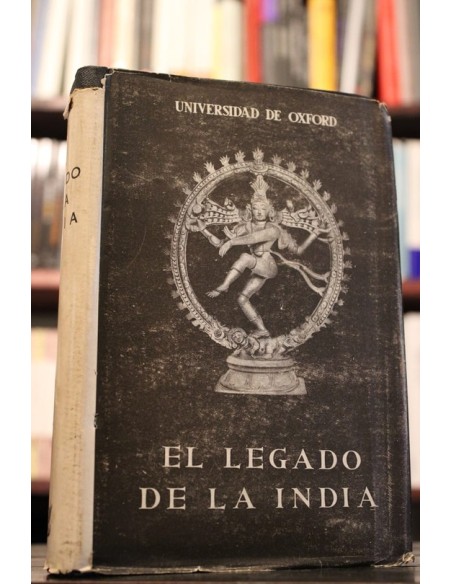 UNIVERSIDAD DE OXFORD
EL LEGADO
DE LA INDIA